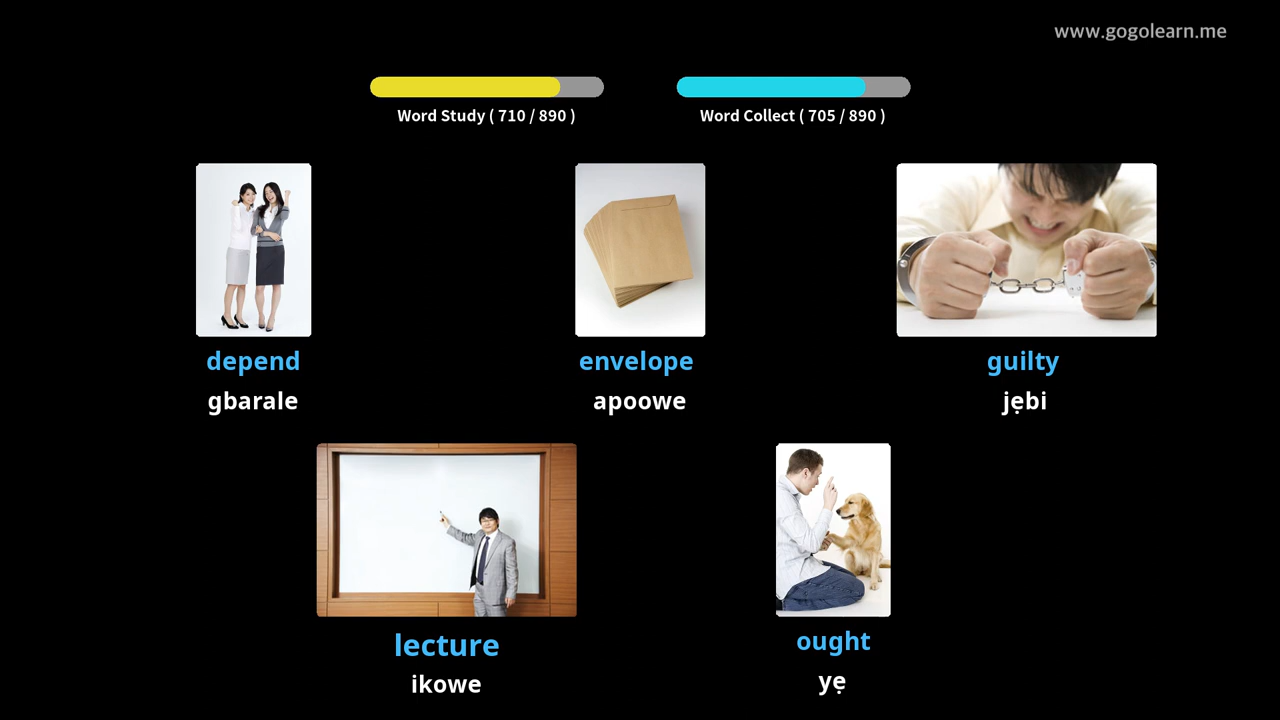 www.gogolearn.me
Word Study ( 710 / 890 )
Word Collect ( 705 / 890 )
depend
gbarale
envelope
apoowe
guilty
jẹbi
lecture
ikowe
ought
yẹ